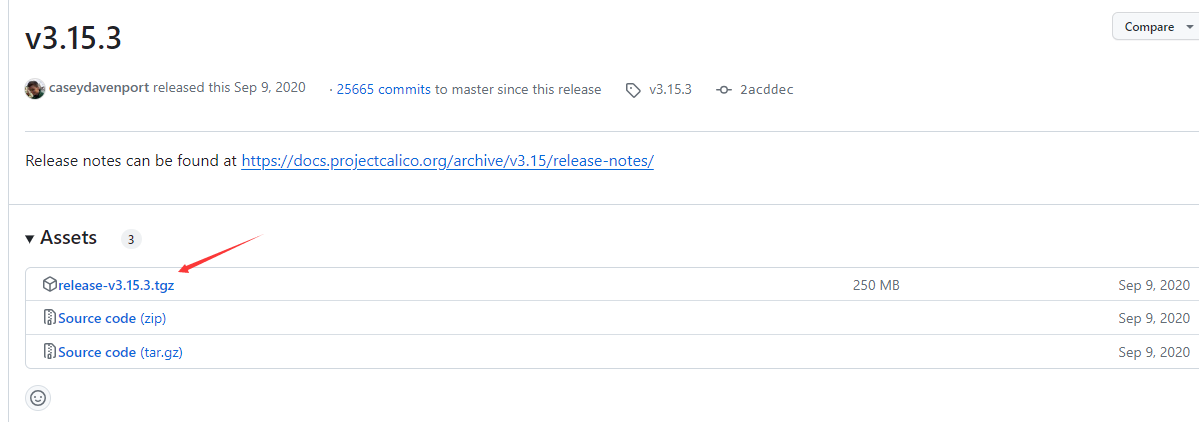 v3.15.3
Compare
caseydavenport released this Sep 9, 2020 · 25665 commits to master since this release v3.15.3 2acddec
Release notes can be found at https://docs.projectcalico.org/archive/v3.15/release-notes/
Assets 3
release-v3.15.3.tgz 250 MB Sep 9, 2020
Source code (zip) Sep 9, 2020
Source code (tar.gz) Sep 9, 2020